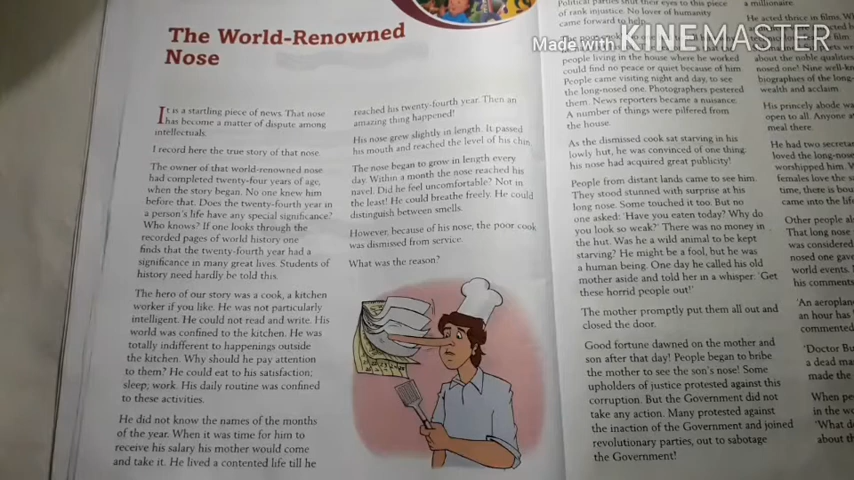 The World-Renowned
Nose
It is a startling piece of news. That nose
has become a matter of dispute among
intellectuals.
I record here the true story of that nose.
The owner of that world-renowned nose
had completed twenty-four years of age,
when the story began. No one knew him
before that. Does the twenty-fourth year in
a person's life have any special significance?
Who knows? If one looks through the
recorded pages of world history one
finds that the twenty-fourth year had a
significance in many great lives. Students of
history need hardly be told this.
The hero of our story was a cook, a kitchen
worker if you like. He was not particularly
intelligent. He could not read and write. His
world was confined to the kitchen. He was
totally indifferent to happenings outside
the kitchen. Why should he pay attention
to them? He could eat to his satisfaction;
sleep; work. His daily routine was confined
to these activities.
He did not know the names of the months
of the year. When it was time for him to
receive his salary his mother would come
and take it. He lived a contented life till he
reached his twenty-fourth year. Then an
amazing thing happened!
His nose grew slightly in length. It passed
his mouth and reached the level of his chin.
The nose began to grow in length every
day. Within a month the nose reached his
navel. Did he feel uncomfortable? Not in
the least! He could breathe freely. He could
distinguish between smells.
However, because of his nose, the poor cook
was dismissed from service.
What was the reason?
Political parties shut their eyes to this piece
of rank injustice. No lover of humanity
came forward to help.
people living in the house where he worked
could find no peace or quiet because of him.
People came visiting night and day, to see
the long-nosed one. Photographers pestered
them. News reporters became a nuisance.
A number of things were pilfered from
the house.
As the dismissed cook sat starving in his
lowly hut, he was convinced of one thing
his nose had acquired great publicity!
People from distant lands came to see him.
They stood stunned with surprise at his
long nose. Some touched it too. But no
one asked: 'Have you eaten today? Why do
you look so weak?' There was no money in
the hut. Was he a wild animal to be kept
starving? He might be a fool, but he was
a human being. One day he called his old
mother aside and told her in a whisper: 'Get
these horrid people out!'
The mother promptly put them all out and
closed the door.
Good fortune dawned on the mother and
son after that day! People began to bribe
the mother to see the son's nose! Some
upholders of justice protested against this
corruption. But the Government did not
take any action. Many protested against
the inaction of the Government and joined
revolutionary parties, out to sabotage
the Government!
a millionaire.
He acted thrice in films. W
about the noble qualities
nosed one! Nine well-kn
biographies of the long-
wealth and acclaim.
His princely abode wa
open to all. Anyone a
meal there.
He had two secreta
loved the long-nose
worshipped him. W
females love the s
time, there is bou
came into the life
Other people al
That long nose
was considered
nosed one gave
world events.
his comments
'An aeroplan
an hour has
commented
'Doctor Bu
a dead ma
made the
When pe
in the wo
'What d
about th
Made with KINEMASTER